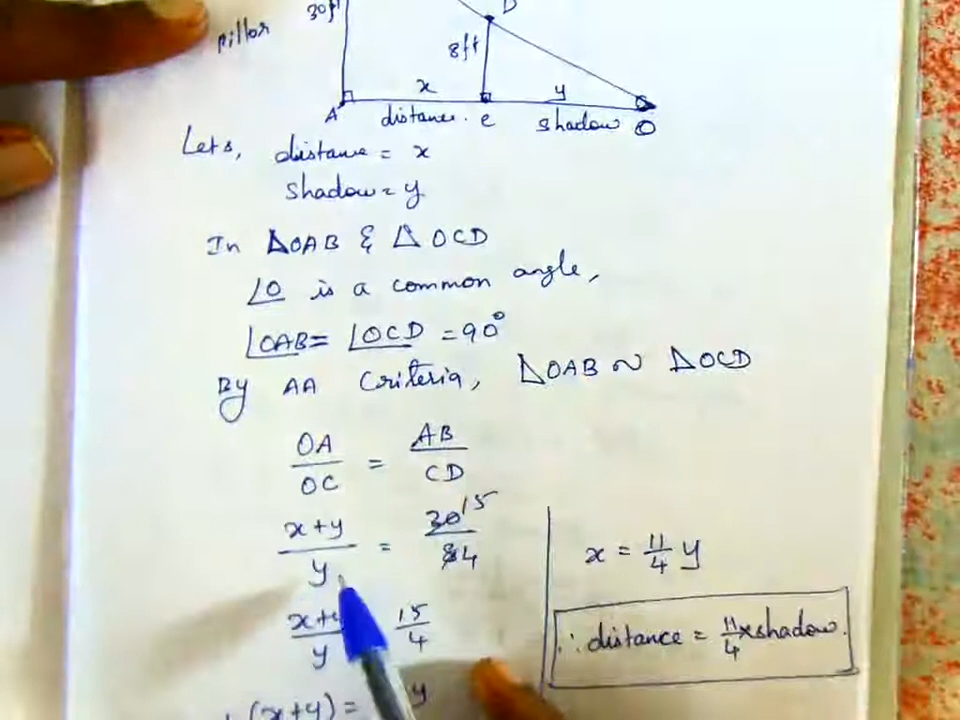 30ft
pillor
D
8ft
x
y
A
distance.
c
shadow
O
Lets, distance = x
shadow = y
In ΔOAB & ΔOCD
∠O is a common angle,
∠OAB = ∠OCD = 90°
By AA Criteria, ΔOAB ~ ΔOCD
OA/OC = AB/CD
x+y/y = 30 15/8 4
x+y/y 15/4
(x+y) = y
x = 11/4 y
∴ distance = 11/4 x shadow.